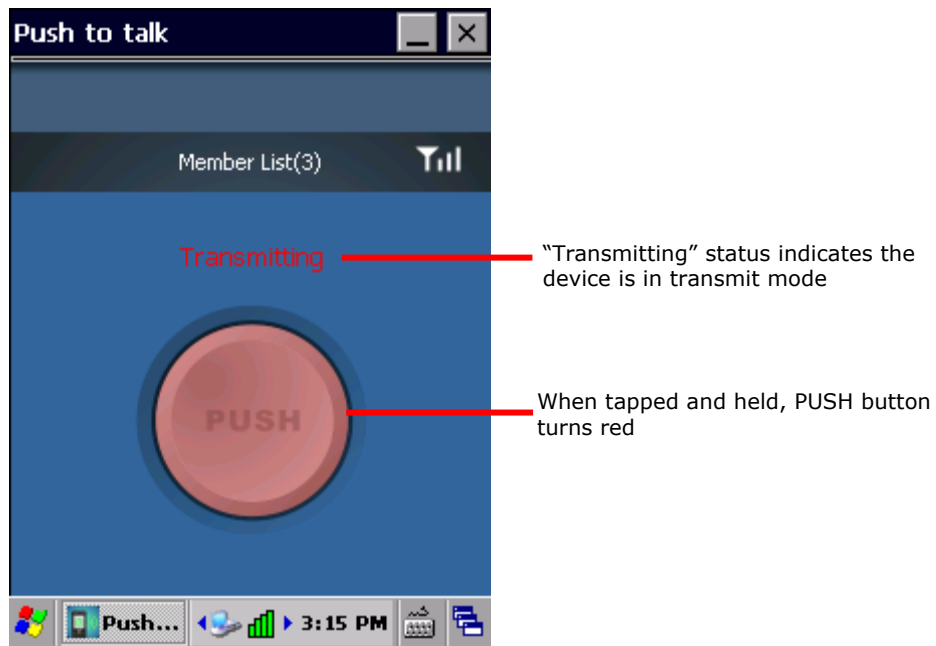 Push to talk
Member List(3)
Transmitting
“Transmitting” status indicates the
device is in transmit mode
PUSH
When tapped and held, PUSH button
turns red
Push...
3:15 PM